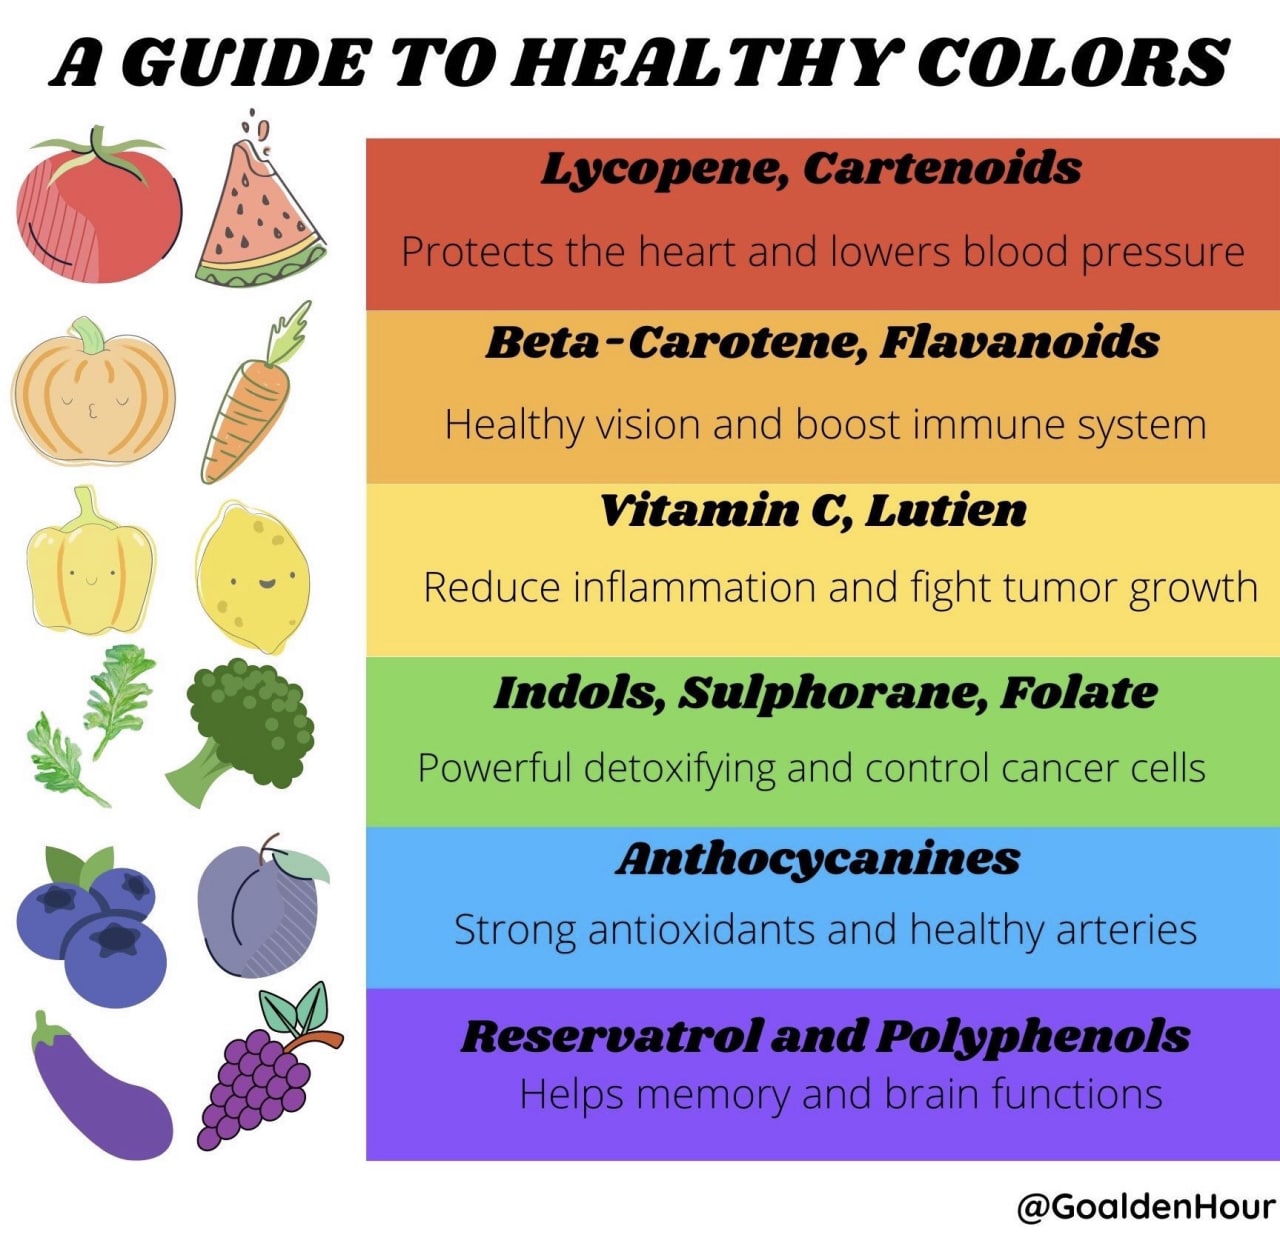 A GUIDE TO HEALTHY COLORS
Lycopene, Cartenoids
Protects the heart and lowers blood pressure
Beta-Carotene, Flavanoids
Healthy vision and boost immune system
Vitamin C, Lutien
Reduce inflammation and fight tumor growth
Indols, Sulphorane, Folate
Powerful detoxifying and control cancer cells
Anthocycanines
Strong antioxidants and healthy arteries
Reservatrol and Polyphenols
Helps memory and brain functions
@GoaldenHour